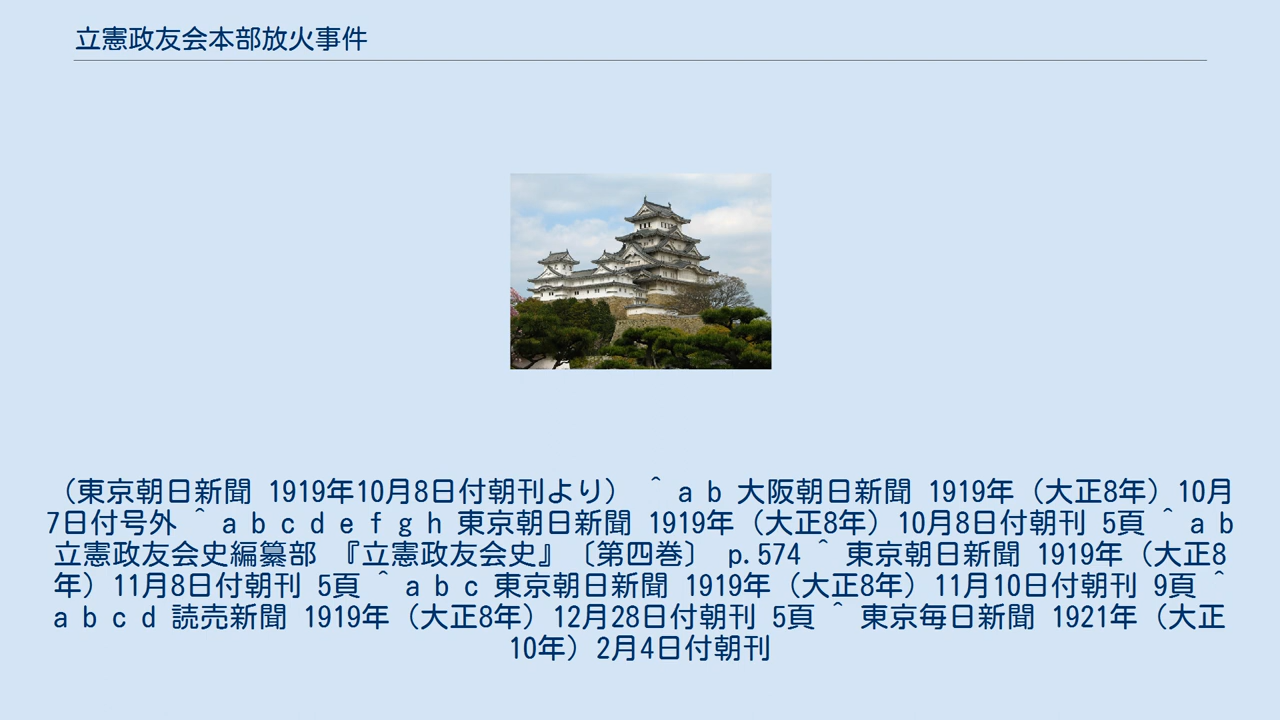 立憲政友会本部放火事件
（東京朝日新聞 1919年10月8日付朝刊より） ^ a b 大阪朝日新聞 1919年（大正8年）10月
7日付号外 ^ a b c d e f g h 東京朝日新聞 1919年（大正8年）10月8日付朝刊 5頁 ^ a b
立憲政友会史編纂部 『立憲政友会史』〔第四巻〕 p.574 ^ 東京朝日新聞 1919年（大正8
年）11月8日付朝刊 5頁 ^ a b c 東京朝日新聞 1919年（大正8年）11月10日付朝刊 9頁 ^
a b c d 読売新聞 1919年（大正8年）12月28日付朝刊 5頁 ^ 東京毎日新聞 1921年（大正
10年）2月4日付朝刊